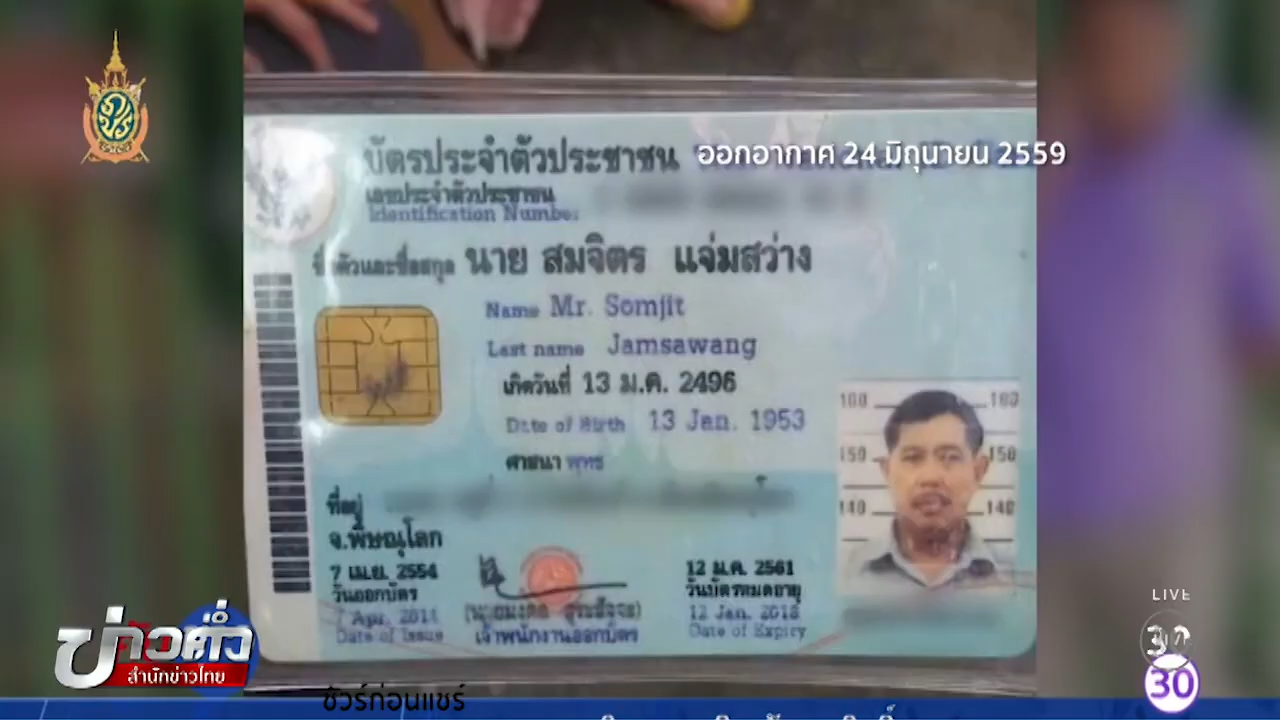 ออกอากาศ 24 มิถุนายน 2559
บัตรประจำตัวประชาชน
เลขประจำตัวประชาชน
Identification Number
ชื่อตัวและชื่อสกุล นาย สมจิตร แจ่มสว่าง
Name Mr. Somjit
Last name Jamsawang
เกิดวันที่ 13 ม.ค. 2496
Date of Birth 13 Jan. 1953
ศาสนา พุทธ
ที่อยู่
จ.พิษณุโลก
7 เม.ย. 2554
วันออกบัตร
7 Apr. 2011
Date of Issue
เจ้าพนักงานออกบัตร
12 ม.ค. 2561
วันบัตรหมดอายุ
12 Jan. 2018
Date of Expiry
180 180
150 150
140 140
LIVE
30
ข่าวค่ำ
สำนักข่าวไทย
ชัวร์ก่อนแชร์